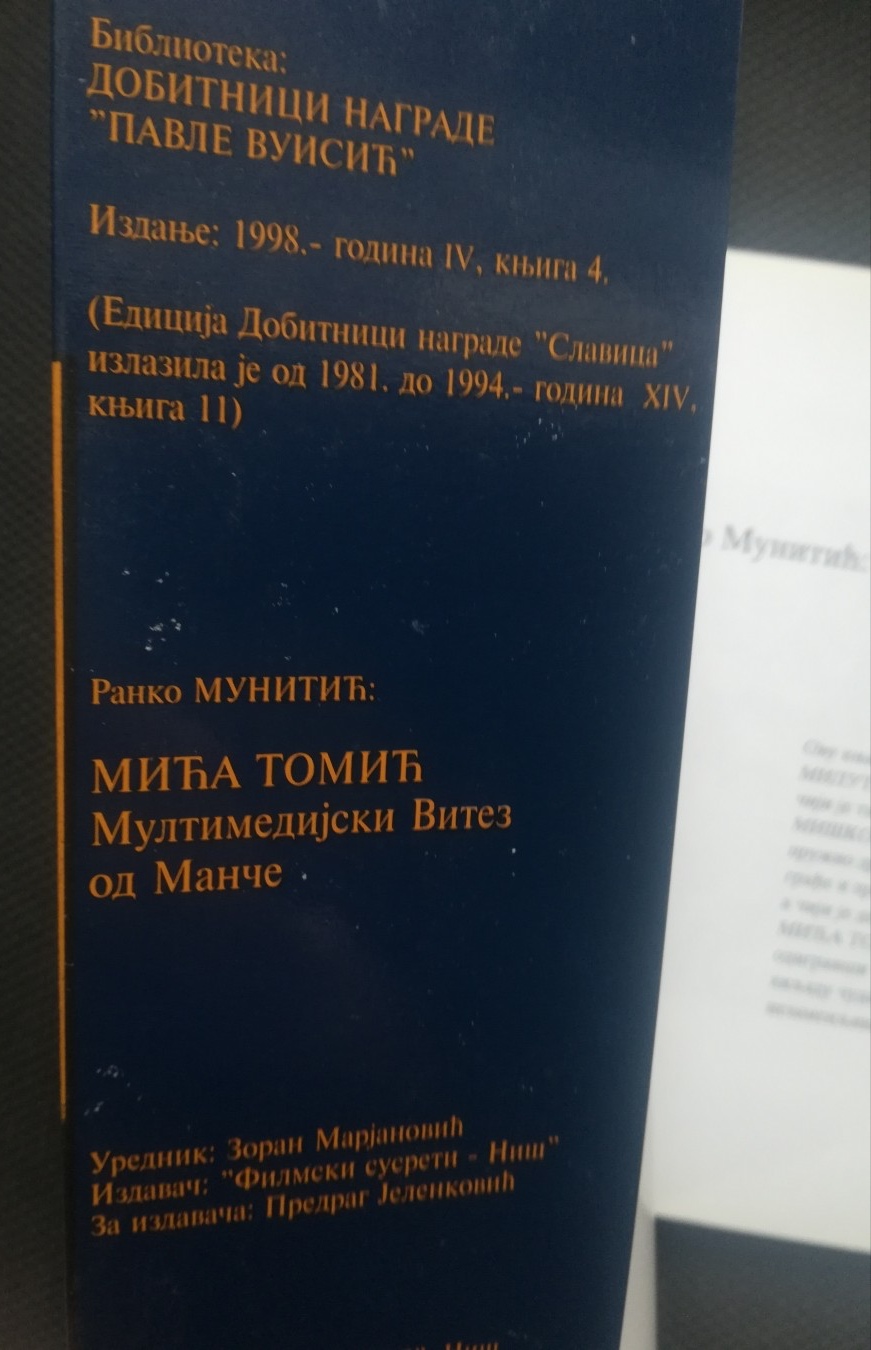 Библиотека:
ДОБИТНИЦИ НАГРАДЕ
"ПАВЛЕ ВУИСИЋ"
Издање: 1998.- година IV, књига 4.
(Едиција Добитници награде "Славица"
излазила је од 1981. до 1994.- година XIV,
књига 11)
Ранко МУНИТИЋ:
МИЋА ТОМИЋ
Мултимедијски Витез
од Манче
Уредник: Зоран Марјановић
Издавач: "Филмски сусрети - Ниш"
За издавача: Предраг Јеленковић
Мунитић: